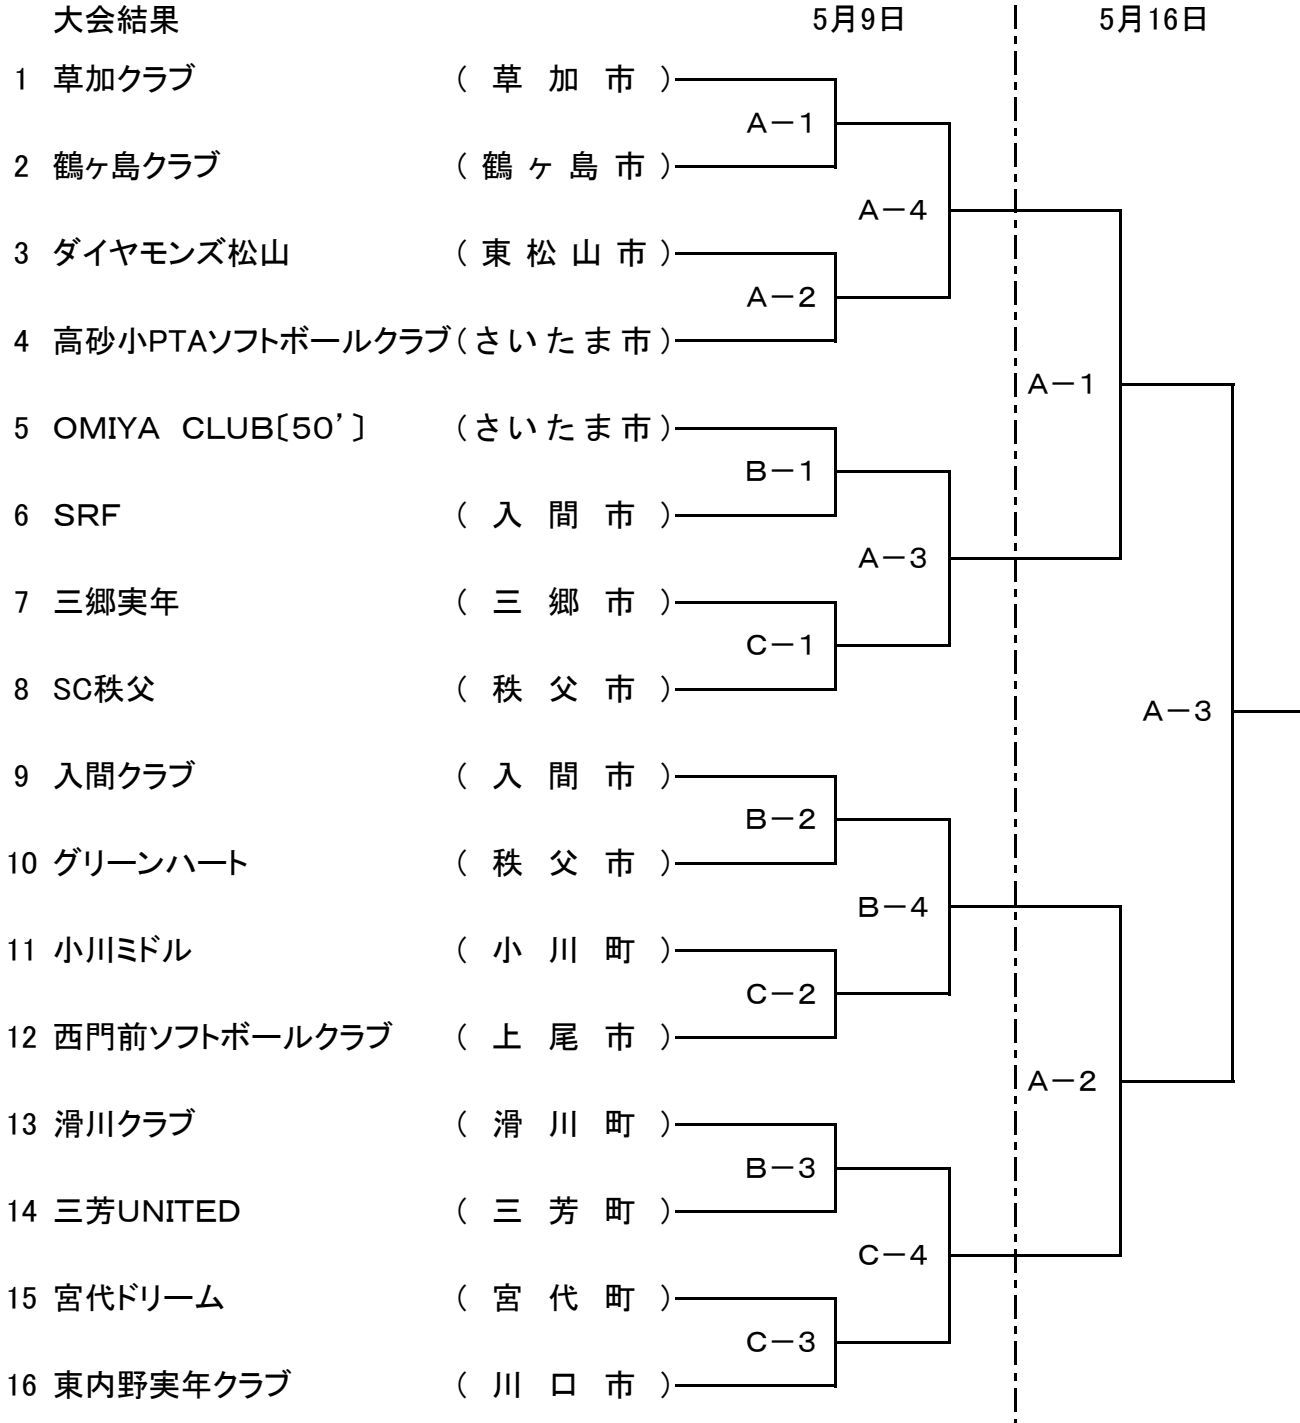 大会結果 5月9日 5月16日
1 草加クラブ ( 草 加 市 )
A－1
2 鶴ヶ島クラブ ( 鶴 ヶ 島 市 )
A－4
3 ダイヤモンズ松山 ( 東 松 山 市 )
A－2
4 高砂小PTAソフトボールクラブ ( さ い た ま 市 )
A－1
5 OMIYA CLUB〔50’〕 ( さ い た ま 市 )
B－1
6 SRF ( 入 間 市 )
A－3
7 三郷実年 ( 三 郷 市 )
C－1
8 SC秩父 ( 秩 父 市 )
A－3
9 入間クラブ ( 入 間 市 )
B－2
10 グリーンハート ( 秩 父 市 )
B－4
11 小川ミドル ( 小 川 町 )
C－2
12 西門前ソフトボールクラブ ( 上 尾 市 )
A－2
13 滑川クラブ ( 滑 川 町 )
B－3
14 三芳UNITED ( 三 芳 町 )
C－4
15 宮代ドリーム ( 宮 代 町 )
C－3
16 東内野実年クラブ ( 川 口 市 )